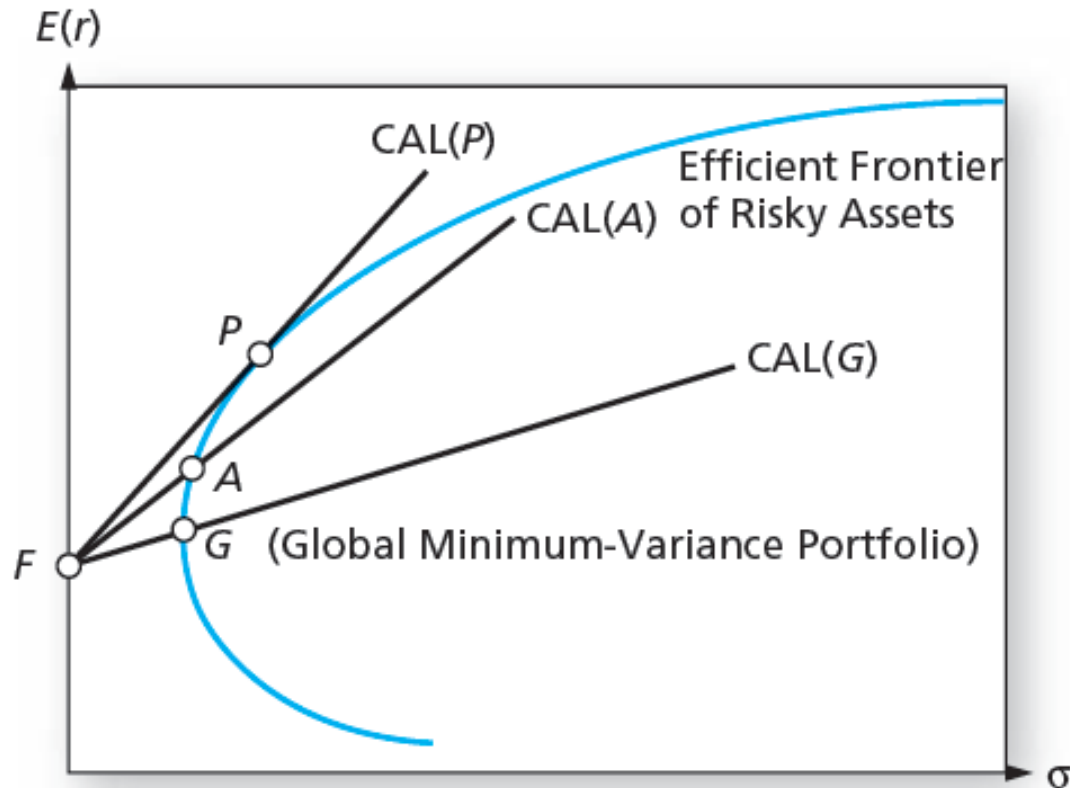 E(r)
CAL(P)
Efficient Frontier
of Risky Assets
CAL(A)
P
CAL(G)
A
G (Global Minimum-Variance Portfolio)
F
σ